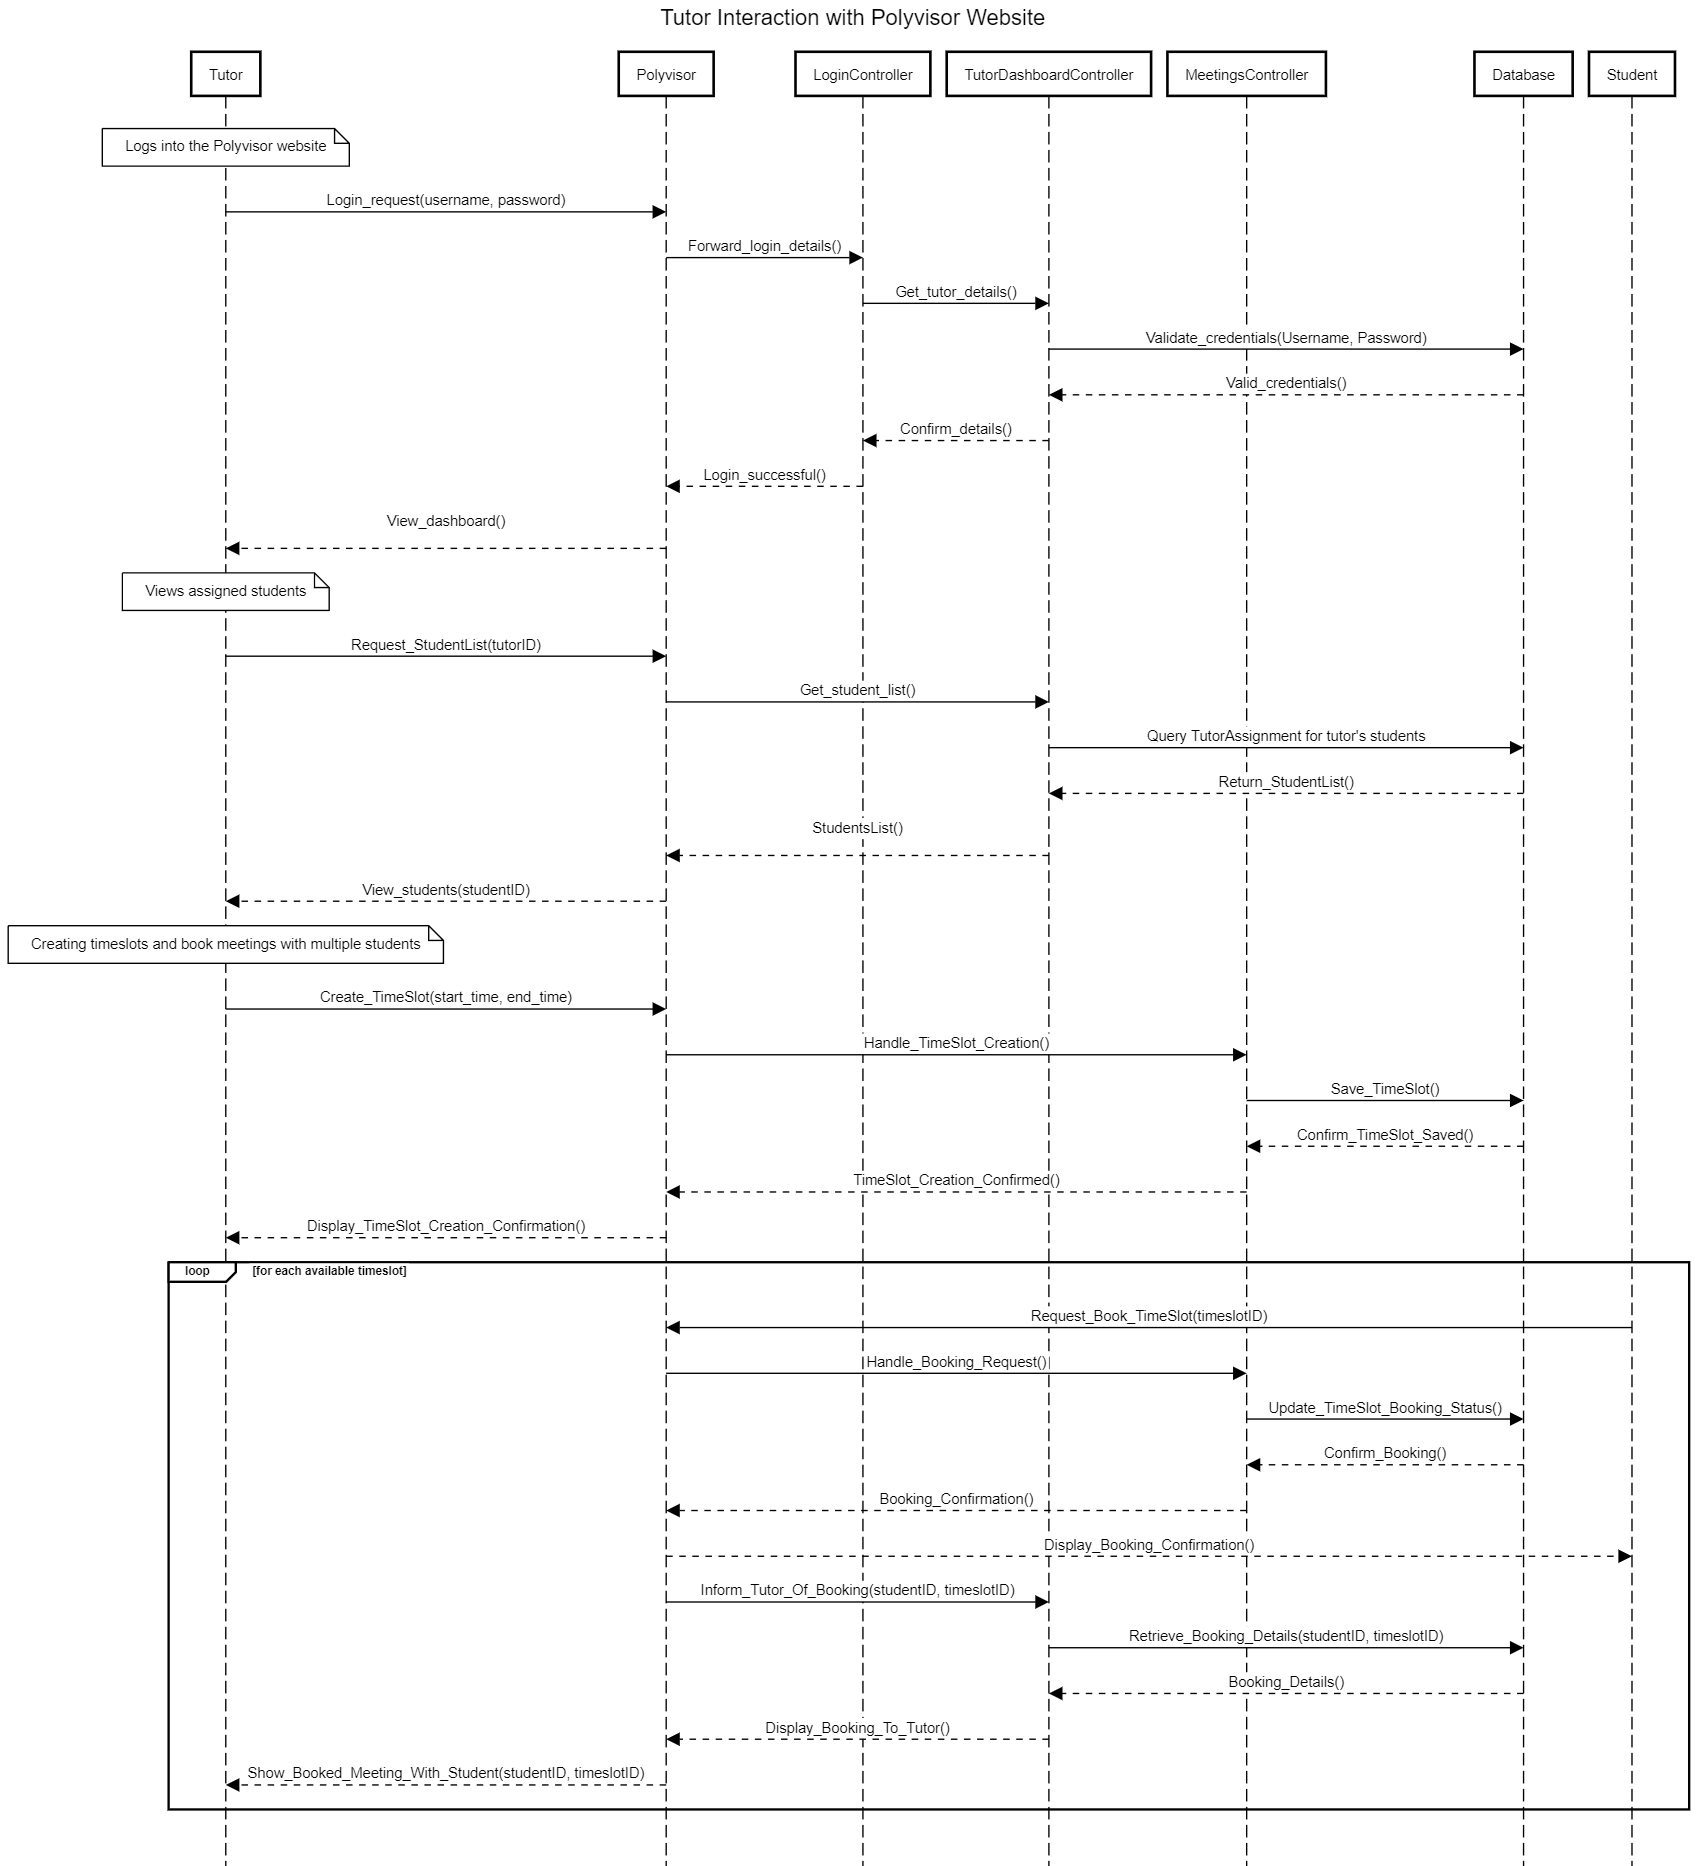 Tutor Interaction with Polyvisor Website
Tutor
Polyvisor
LoginController
TutorDashboardController
MeetingsController
Database
Student
Logs into the Polyvisor website
Login_request(username, password)
Forward_login_details()
Get_tutor_details()
Validate_credentials(Username, Password)
Valid_credentials()
Confirm_details()
Login_successful()
View_dashboard()
Views assigned students
Request_StudentList(tutorID)
Get_student_list()
Query TutorAssignment for tutor's students
Return_StudentList()
StudentsList()
View_students(studentID)
Creating timeslots and book meetings with multiple students
Create_TimeSlot(start_time, end_time)
Handle_TimeSlot_Creation()
Save_TimeSlot()
Confirm_TimeSlot_Saved()
TimeSlot_Creation_Confirmed()
Display_TimeSlot_Creation_Confirmation()
loop [for each available timeslot]
Request_Book_TimeSlot(timeslotID)
Handle_Booking_Request()
Update_TimeSlot_Booking_Status()
Confirm_Booking()
Booking_Confirmation()
Display_Booking_Confirmation()
Inform_Tutor_Of_Booking(studentID, timeslotID)
Retrieve_Booking_Details(studentID, timeslotID)
Booking_Details()
Display_Booking_To_Tutor()
Show_Booked_Meeting_With_Student(studentID, timeslotID)